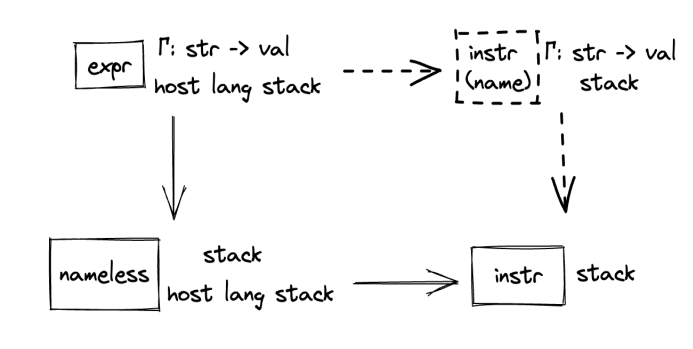 expr
Γ: str -> val
host lang stack
instr
(name)
Γ: str -> val
stack
nameless
stack
host lang stack
instr
stack